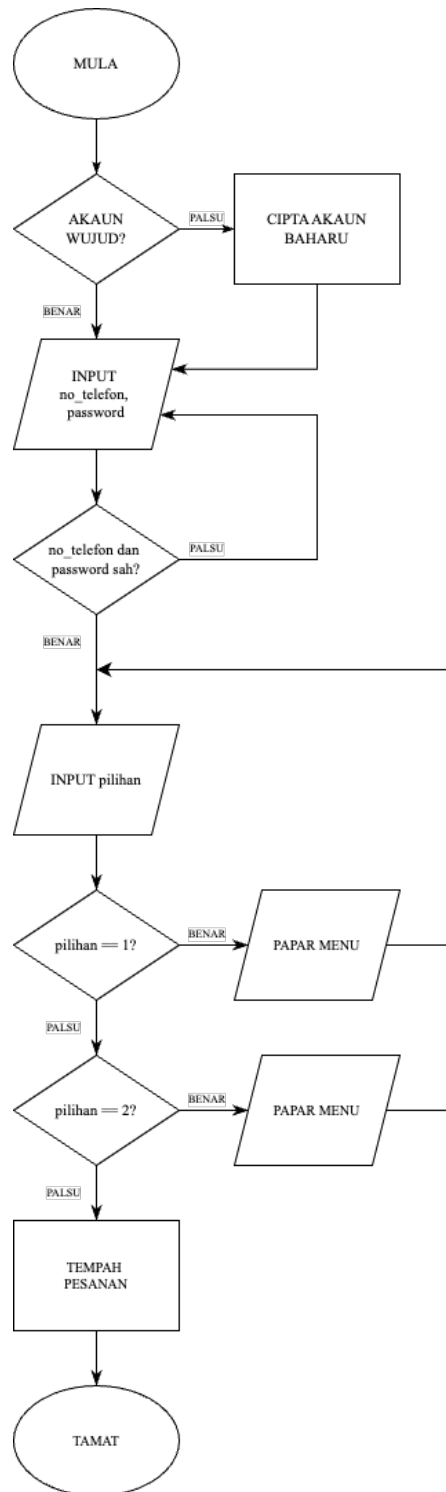 MULA
AKAUN
WUJUD?
PALSU
CIPTA AKAUN
BAHARU
BENAR
INPUT
no_telefon,
password
no_telefon dan
password sah?
PALSU
BENAR
INPUT pilihan
pilihan == 1?
BENAR
PAPAR MENU
PALSU
pilihan == 2?
BENAR
PAPAR MENU
PALSU
TEMPAH
PESANAN
TAMAT